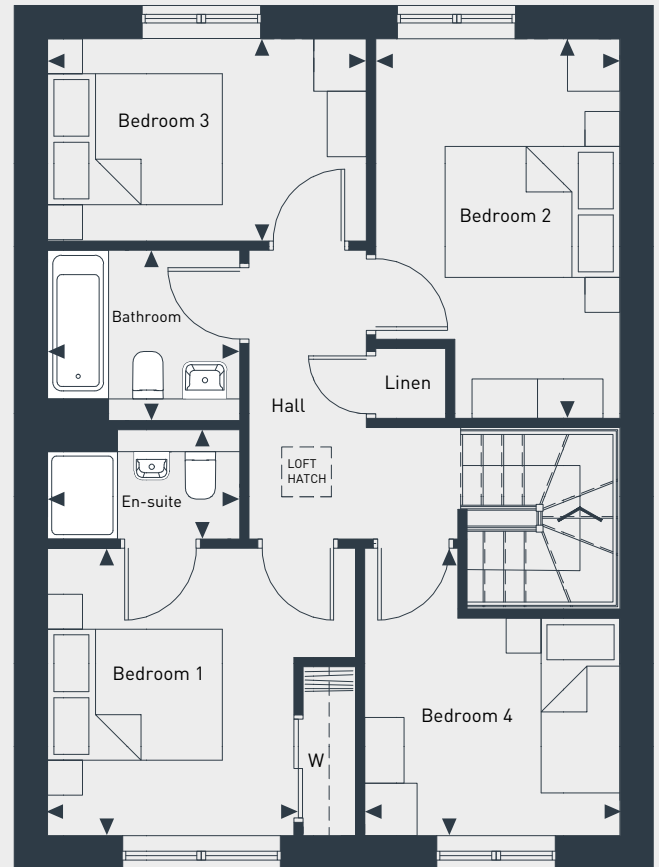 Bedroom 3
Bedroom 2
Bathroom
Linen
Hall
LOFT
HATCH
En-suite
Bedroom 1
Bedroom 4
W